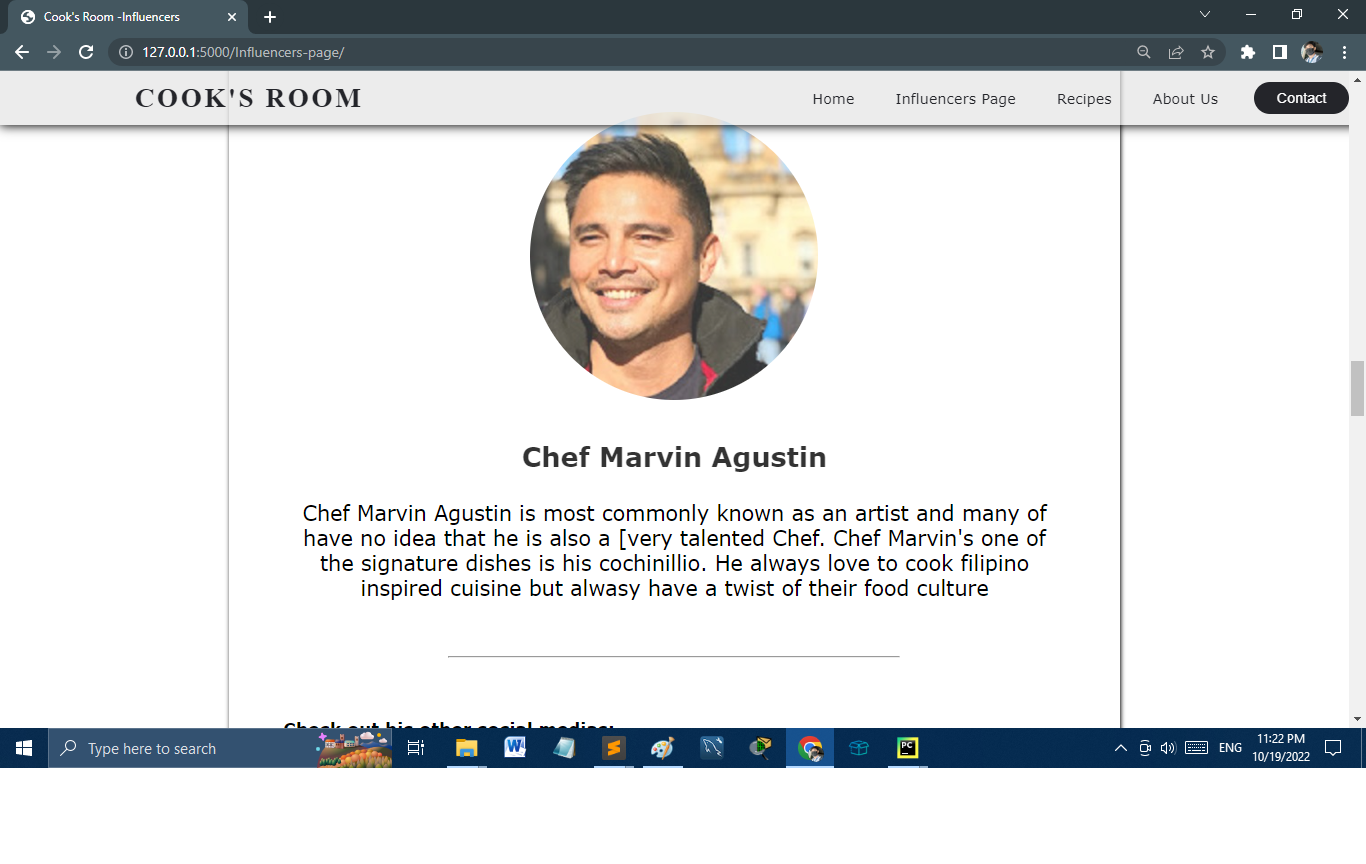 Cook's Room -Influencers
127.0.0.1:5000/Influencers-page/
COOK'S ROOM
Home
Influencers Page
Recipes
About Us
Contact
Chef Marvin Agustin
Chef Marvin Agustin is most commonly known as an artist and many of
have no idea that he is also a [very talented Chef. Chef Marvin's one of
the signature dishes is his cochinillio. He always love to cook filipino
inspired cuisine but alwasy have a twist of their food culture
Check out his other social medias:
Type here to search
W
PC
ENG
11:22 PM
10/19/2022